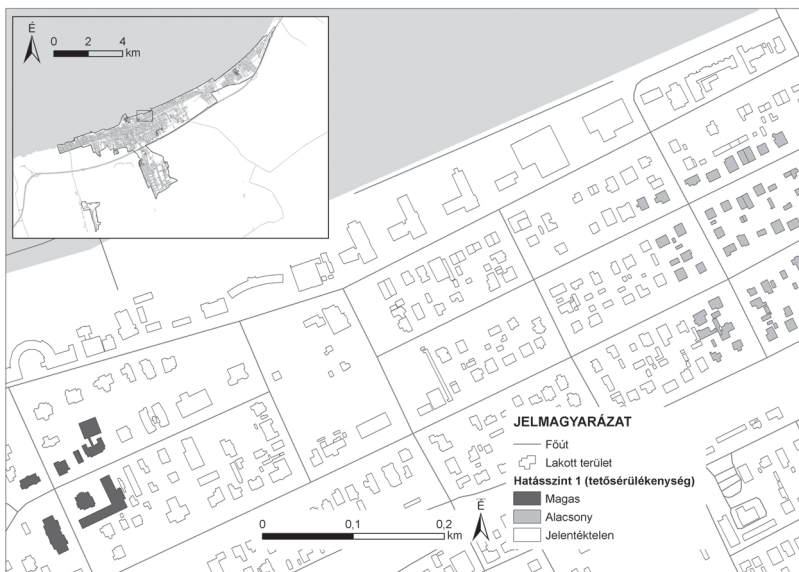 É
0 2 4
km
JELMAGYARÁZAT
Főút
Lakott terület
Hatásszint 1 (tetősérülékenység)
Magas
Alacsony
Jelentéktelen
É
0 0,1 0,2
km